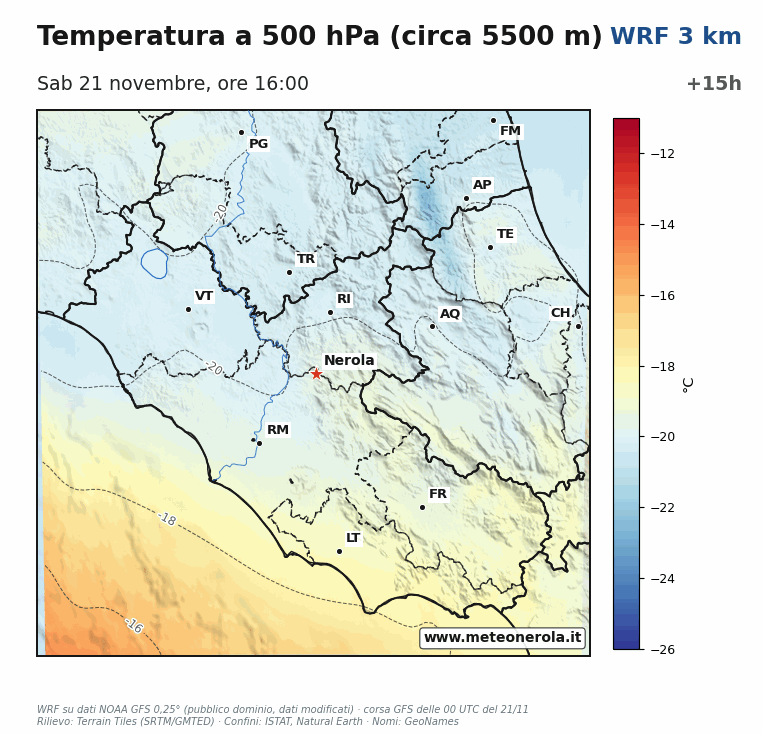 Temperatura a 500 hPa (circa 5500 m) WRF 3 km
Sab 21 novembre, ore 16:00 +15h
FM
PG
AP
-20
TE
TR
VT
RI
AQ
CH
Nerola
-20
RM
FR
-18
LT
-16
www.meteonerola.it
−12
−14
−16
−18
−20
−22
−24
−26
°C
WRF su dati NOAA GFS 0,25° (pubblico dominio, dati modificati) · corsa GFS delle 00 UTC del 21/11
Rilievo: Terrain Tiles (SRTM/GMTED) · Confini: ISTAT, Natural Earth · Nomi: GeoNames